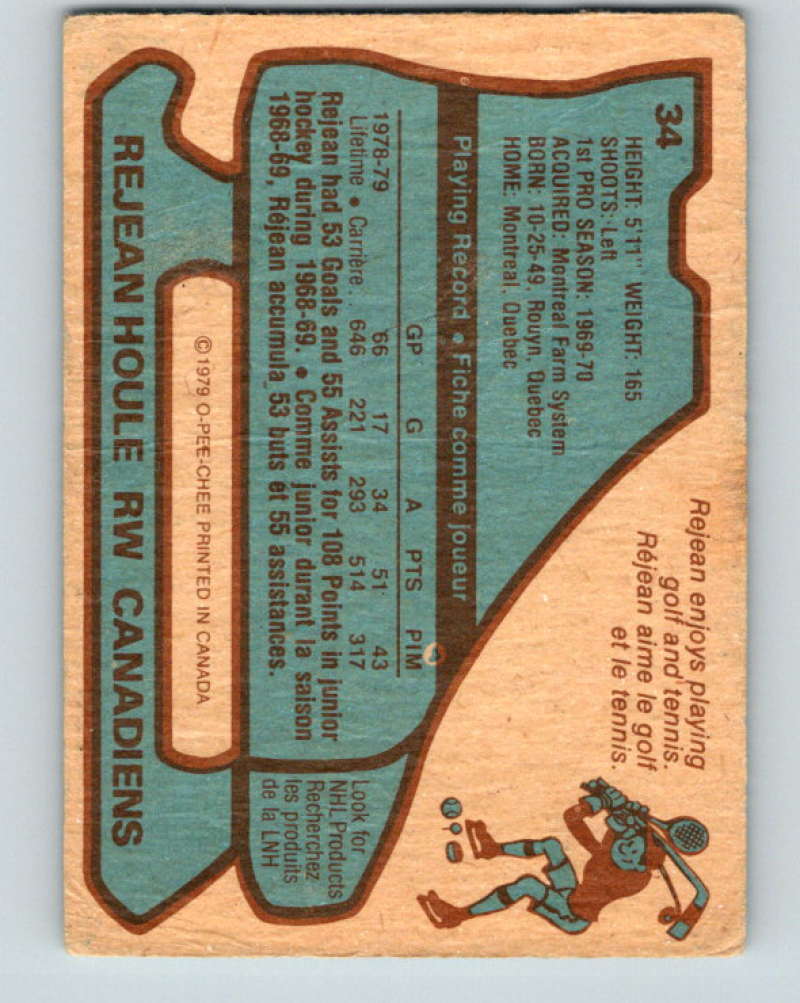 34
HEIGHT: 5'11" WEIGHT: 165
SHOOTS: Left
1st PRO SEASON: 1969-70
ACQUIRED: Montreal Farm System
BORN: 10-25-49, Rouyn, Quebec
HOME: Montreal, Quebec
Rejean enjoys playing
golf and tennis.
Réjean aime le golf
et le tennis.
Playing Record • Fiche comme joueur
GP G A PTS PIM
1978-79 66 17 34 51 43
Lifetime • Carrière.. 646 221 293 514 317
Rejean had 53 Goals and 55 Assists for 108 Points in junior
hockey during 1968-69. • Comme junior durant la saison
1968-69, Réjean accumula 53 buts et 55 assistances.
Look for
NHL Products
Recherchez
les produits
de la LNH
©1979 O-PEE-CHEE PRINTED IN CANADA
REJEAN HOULE RW CANADIENS